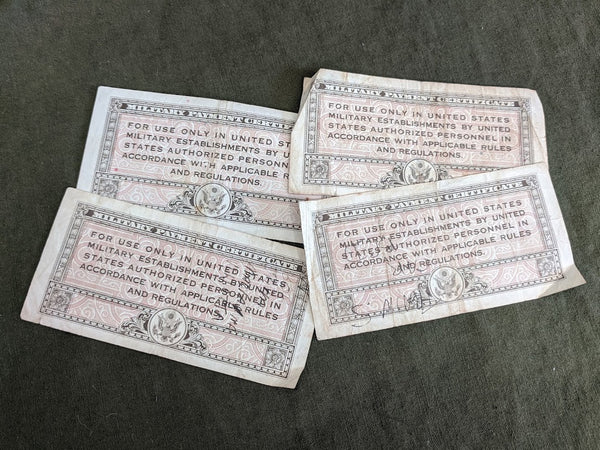 MILITARY PAYMENT CERTIFICATE
FOR USE ONLY IN UNITED STATES
MILITARY ESTABLISHMENTS BY UNITED
STATES AUTHORIZED PERSONNEL IN
ACCORDANCE WITH APPLICABLE RULES
AND REGULATIONS.
MILITARY PAYMENT CERTIFICATE
FOR USE ONLY IN UNITED STATES
MILITARY ESTABLISHMENTS BY UNITED
STATES AUTHORIZED PERSONNEL IN
ACCORDANCE WITH APPLICABLE RULES
AND REGULATIONS.
MILITARY PAYMENT CERTIFICATE
FOR USE ONLY IN UNITED STATES
MILITARY ESTABLISHMENTS BY UNITED
STATES AUTHORIZED PERSONNEL IN
ACCORDANCE WITH APPLICABLE RULES
AND REGULATIONS.
MILITARY PAYMENT CERTIFICATE
FOR USE ONLY IN UNITED STATES
MILITARY ESTABLISHMENTS BY UNITED
STATES AUTHORIZED PERSONNEL IN
ACCORDANCE WITH APPLICABLE RULES
AND REGULATIONS.